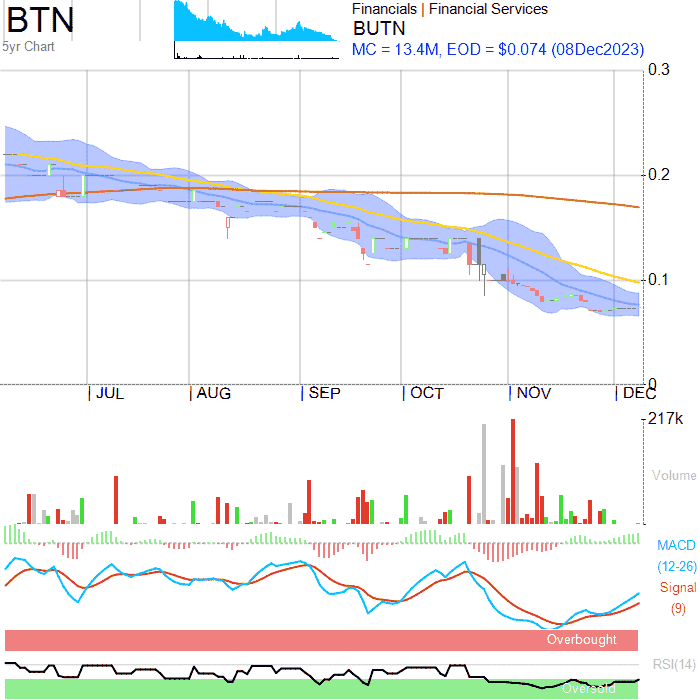 BTN
5yr Chart
Financials | Financial Services
BUTN
MC = 13.4M, EOD = $0.074 (08Dec2023)
0.3
0.2
0.1
0
JUL
AUG
SEP
OCT
NOV
DEC
217k
Volume
MACD
(12-26)
Signal
(9)
Overbought
RSI(14)
Oversold